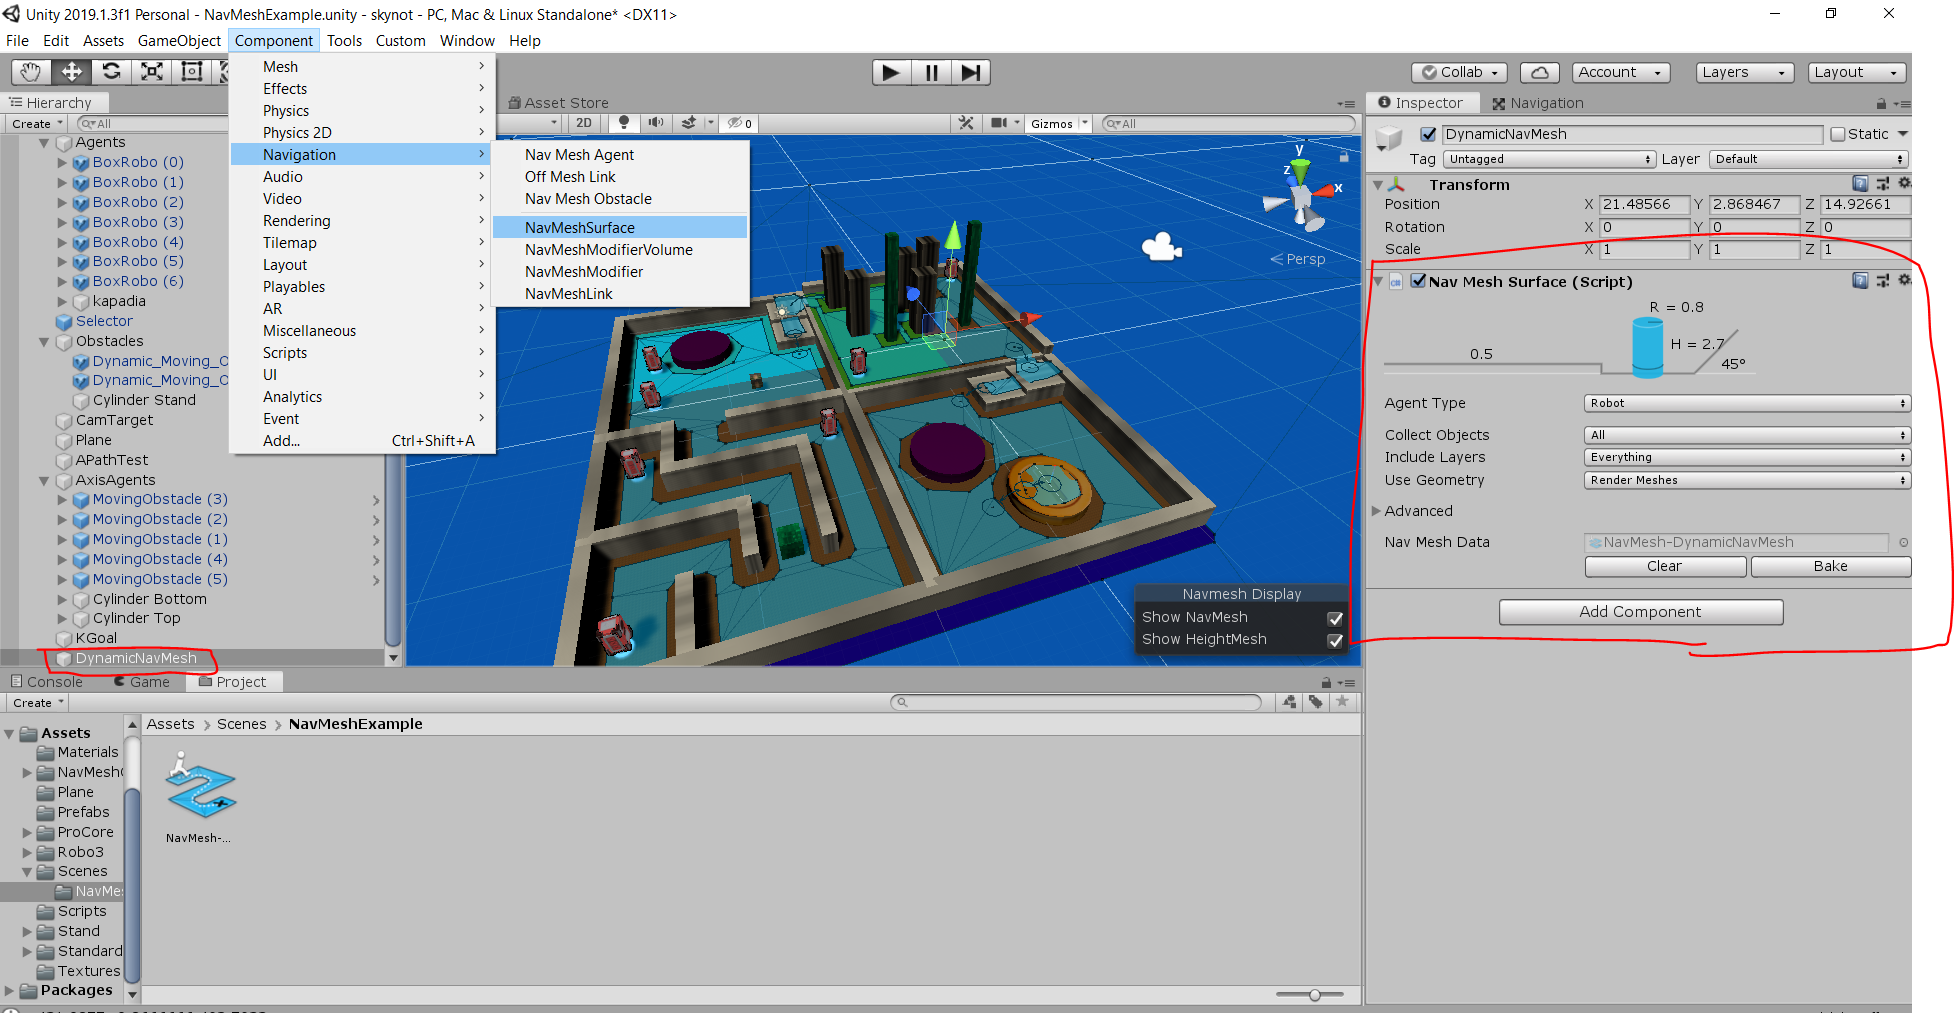 Unity 2019.1.3f1 Personal - NavMeshExample.unity - skynot - PC, Mac & Linux Standalone* <DX11>
File Edit Assets GameObject Component Tools Custom Window Help
Collab Account Layers Layout
Mesh
Effects
Physics
Physics 2D
Navigation
Audio
Video
Rendering
Tilemap
Layout
Playables
AR
Miscellaneous
Scripts
UI
Analytics
Event
Add... Ctrl+Shift+A
Nav Mesh Agent
Off Mesh Link
Nav Mesh Obstacle
NavMeshSurface
NavMeshModifierVolume
NavMeshModifier
NavMeshLink
Hierarchy
Create All
Agents
BoxRobo (0)
BoxRobo (1)
BoxRobo (2)
BoxRobo (3)
BoxRobo (4)
BoxRobo (5)
BoxRobo (6)
kapadia
Selector
Obstacles
Dynamic_Moving_O
Dynamic_Moving_O
Cylinder Stand
CamTarget
Plane
APathTest
AxisAgents
MovingObstacle (3)
MovingObstacle (2)
MovingObstacle (1)
MovingObstacle (4)
MovingObstacle (5)
Cylinder Bottom
Cylinder Top
KGoal
DynamicNavMesh
Asset Store
2D 0 Gizmos All
y
z
x
Persp
Navmesh Display
Show NavMesh
Show HeightMesh
Inspector Navigation
DynamicNavMesh Static
Tag Untagged Layer Default
Transform
Position X 21.48566 Y 2.868467 Z 14.92661
Rotation X 0 Y 0 Z 0
Scale X 1 Y 1 Z 1
Nav Mesh Surface (Script)
R = 0.8
H = 2.7
0.5
45°
Agent Type Robot
Collect Objects All
Include Layers Everything
Use Geometry Render Meshes
Advanced
Nav Mesh Data NavMesh-DynamicNavMesh
Clear Bake
Add Component
Console Game Project
Create
Assets
Materials
NavMesh
Plane
Prefabs
ProCore
Robo3
Scenes
NavMes
Scripts
Stand
Standard
Textures
Packages
Assets > Scenes > NavMeshExample
NavMesh-...